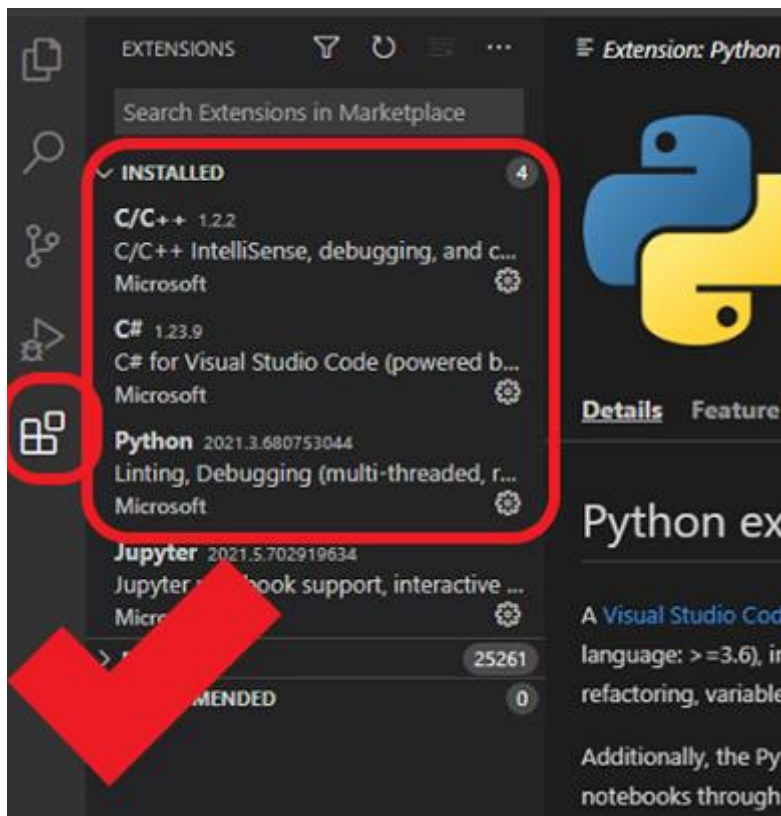 EXTENSIONS
Search Extensions in Marketplace
INSTALLED 4
C/C++ 1.2.2
C/C++ IntelliSense, debugging, and c...
Microsoft
C# 1.23.9
C# for Visual Studio Code (powered b...
Microsoft
Python 2021.3.680753044
Linting, Debugging (multi-threaded, r...
Microsoft
Jupyter 2021.5.702919634
Jupyter support, interactive ...
25261
0
Extension: Python
Details Feature
Python ex
A Visual Studio Cod
language: >=3.6), in
refactoring, variable
Additionally, the Py
notebooks through